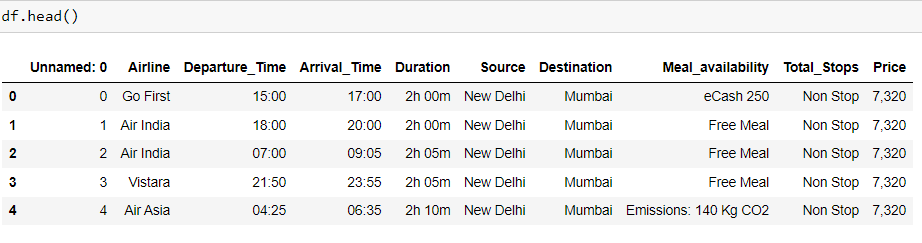 df.head()
Unnamed: 0 Airline Departure_Time Arrival_Time Duration Source Destination Meal_availability Total_Stops Price
0 0 Go First 15:00 17:00 2h 00m New Delhi Mumbai eCash 250 Non Stop 7,320
1 1 Air India 18:00 20:00 2h 00m New Delhi Mumbai Free Meal Non Stop 7,320
2 2 Air India 07:00 09:05 2h 05m New Delhi Mumbai Free Meal Non Stop 7,320
3 3 Vistara 21:50 23:55 2h 05m New Delhi Mumbai Free Meal Non Stop 7,320
4 4 Air Asia 04:25 06:35 2h 10m New Delhi Mumbai Emissions: 140 Kg CO2 Non Stop 7,320